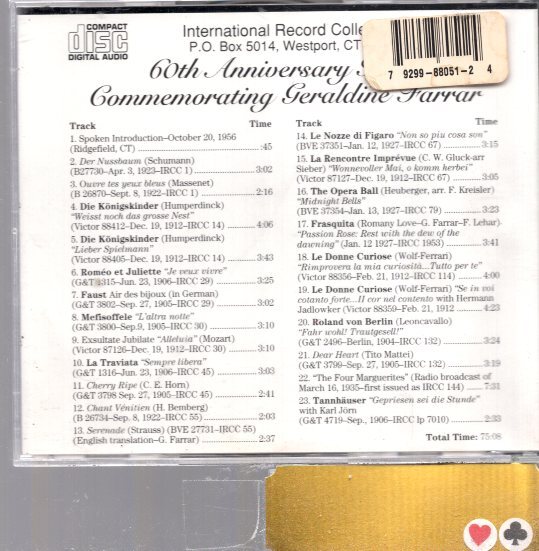 COMPACT
disc
DIGITAL AUDIO
International Record Colle
P.O. Box 5014, Westport, CT
60th Anniversary
Commemorating Geraldine Farrar
7 9299-88051-2 4
Track Time
1. Spoken Introduction–October 20, 1956
(Ridgefield, CT) :45
2. Der Nussbaum (Schumann)
(B27730–Apr. 3, 1923–IRCC 1) 3:02
3. Ouvre tes yeux bleus (Massenet)
(B 26870–Sept. 8, 1922–IRCC 1) 2:16
4. Die Königskinder (Humperdinck)
"Weisst noch das grosse Nest"
(Victor 88412–Dec. 19, 1912–IRCC 14) 4:06
5. Die Königskinder (Humperdinck)
"Lieber Spielmann"
(Victor 88405–Dec. 19, 1912–IRCC 14) 3:43
6. Roméo et Juliette "Je veux vivre"
(G&T 4315–Jun. 23, 1906–IRCC 29) 3:25
7. Faust Air des bijoux (in German)
(G&T 3802–Sep. 27, 1905–IRCC 29) 3:02
8. Mefisoffele "L'altra notte"
(G&T 3800–Sep.9, 1905–IRCC 30) 3:10
9. Exsultate Jubilate "Alleluia" (Mozart)
(Victor 87126–Dec. 19, 1912–IRCC 30) 3:10
10. La Traviata "Sempre libera"
(G&T 1316–Jun. 23, 1906–IRCC 45) 3:03
11. Cherry Ripe (C. E. Horn)
(G&T 3798 Sep. 27, 1905–IRCC 45) 2:41
12. Chant Vénitien (H. Bemberg)
(B 26734–Sep. 8, 1922–IRCC 55) 2:03
13. Serenade (Strauss) (BVE 27731–IRCC 55)
(English translation–G. Farrar) 2:37
Track Time
14. Le Nozze di Figaro "Non so piu cosa son"
(BVE 37351–Jan. 12, 1927–IRCC 67) 3:15
15. La Rencontre Imprévue (C. W. Gluck-arr
Sieber) "Wonnevoller Mai, o komm herbei"
(Victor 87127–Dec. 19, 1912–IRCC 67) 3:05
16. The Opera Ball (Heuberger, arr. F. Kreisler)
"Midnight Bells"
(BVE 37354–Jan. 13, 1927–IRCC 79) 3:23
17. Frasquita (Romany Love–G. Farrar–F. Lehar)
"Passion Rose: Rest with the dew of the
dawning" (Jan. 12 1927–IRCC 1953) 3:41
18. Le Donne Curiose (Wolf-Ferrari)
"Rimprovera la mia curiosità...Tutto per te"
(Victor 88356–Feb. 21, 1912–IRCC 114) 4:00
19. Le Donne Curiose (Wolf-Ferrari) "Se in voi
cotanto forte...Il cor nel contento with Hermann
Jadlowker (Victor 88359–Feb. 21, 1912 4:23
20. Roland von Berlin (Leoncavallo)
"Fahr wohl! Trautgesell!"
(G&T 2496–Berlin, 1904–IRCC 132) 3:24
21. Dear Heart (Tito Mattei)
(G&T 3799–Sep. 27, 1905–IRCC 132) 3:19
22. "The Four Marguerites" (Radio broadcast of
March 16, 1935–first issued as IRCC 144) 7:31
23. Tannhäuser "Gepriesen sei die Stunde"
with Karl Jörn
(G&T 4719–Sep., 1906–IRCC lp 7010) 2:33
Total Time: 75:08